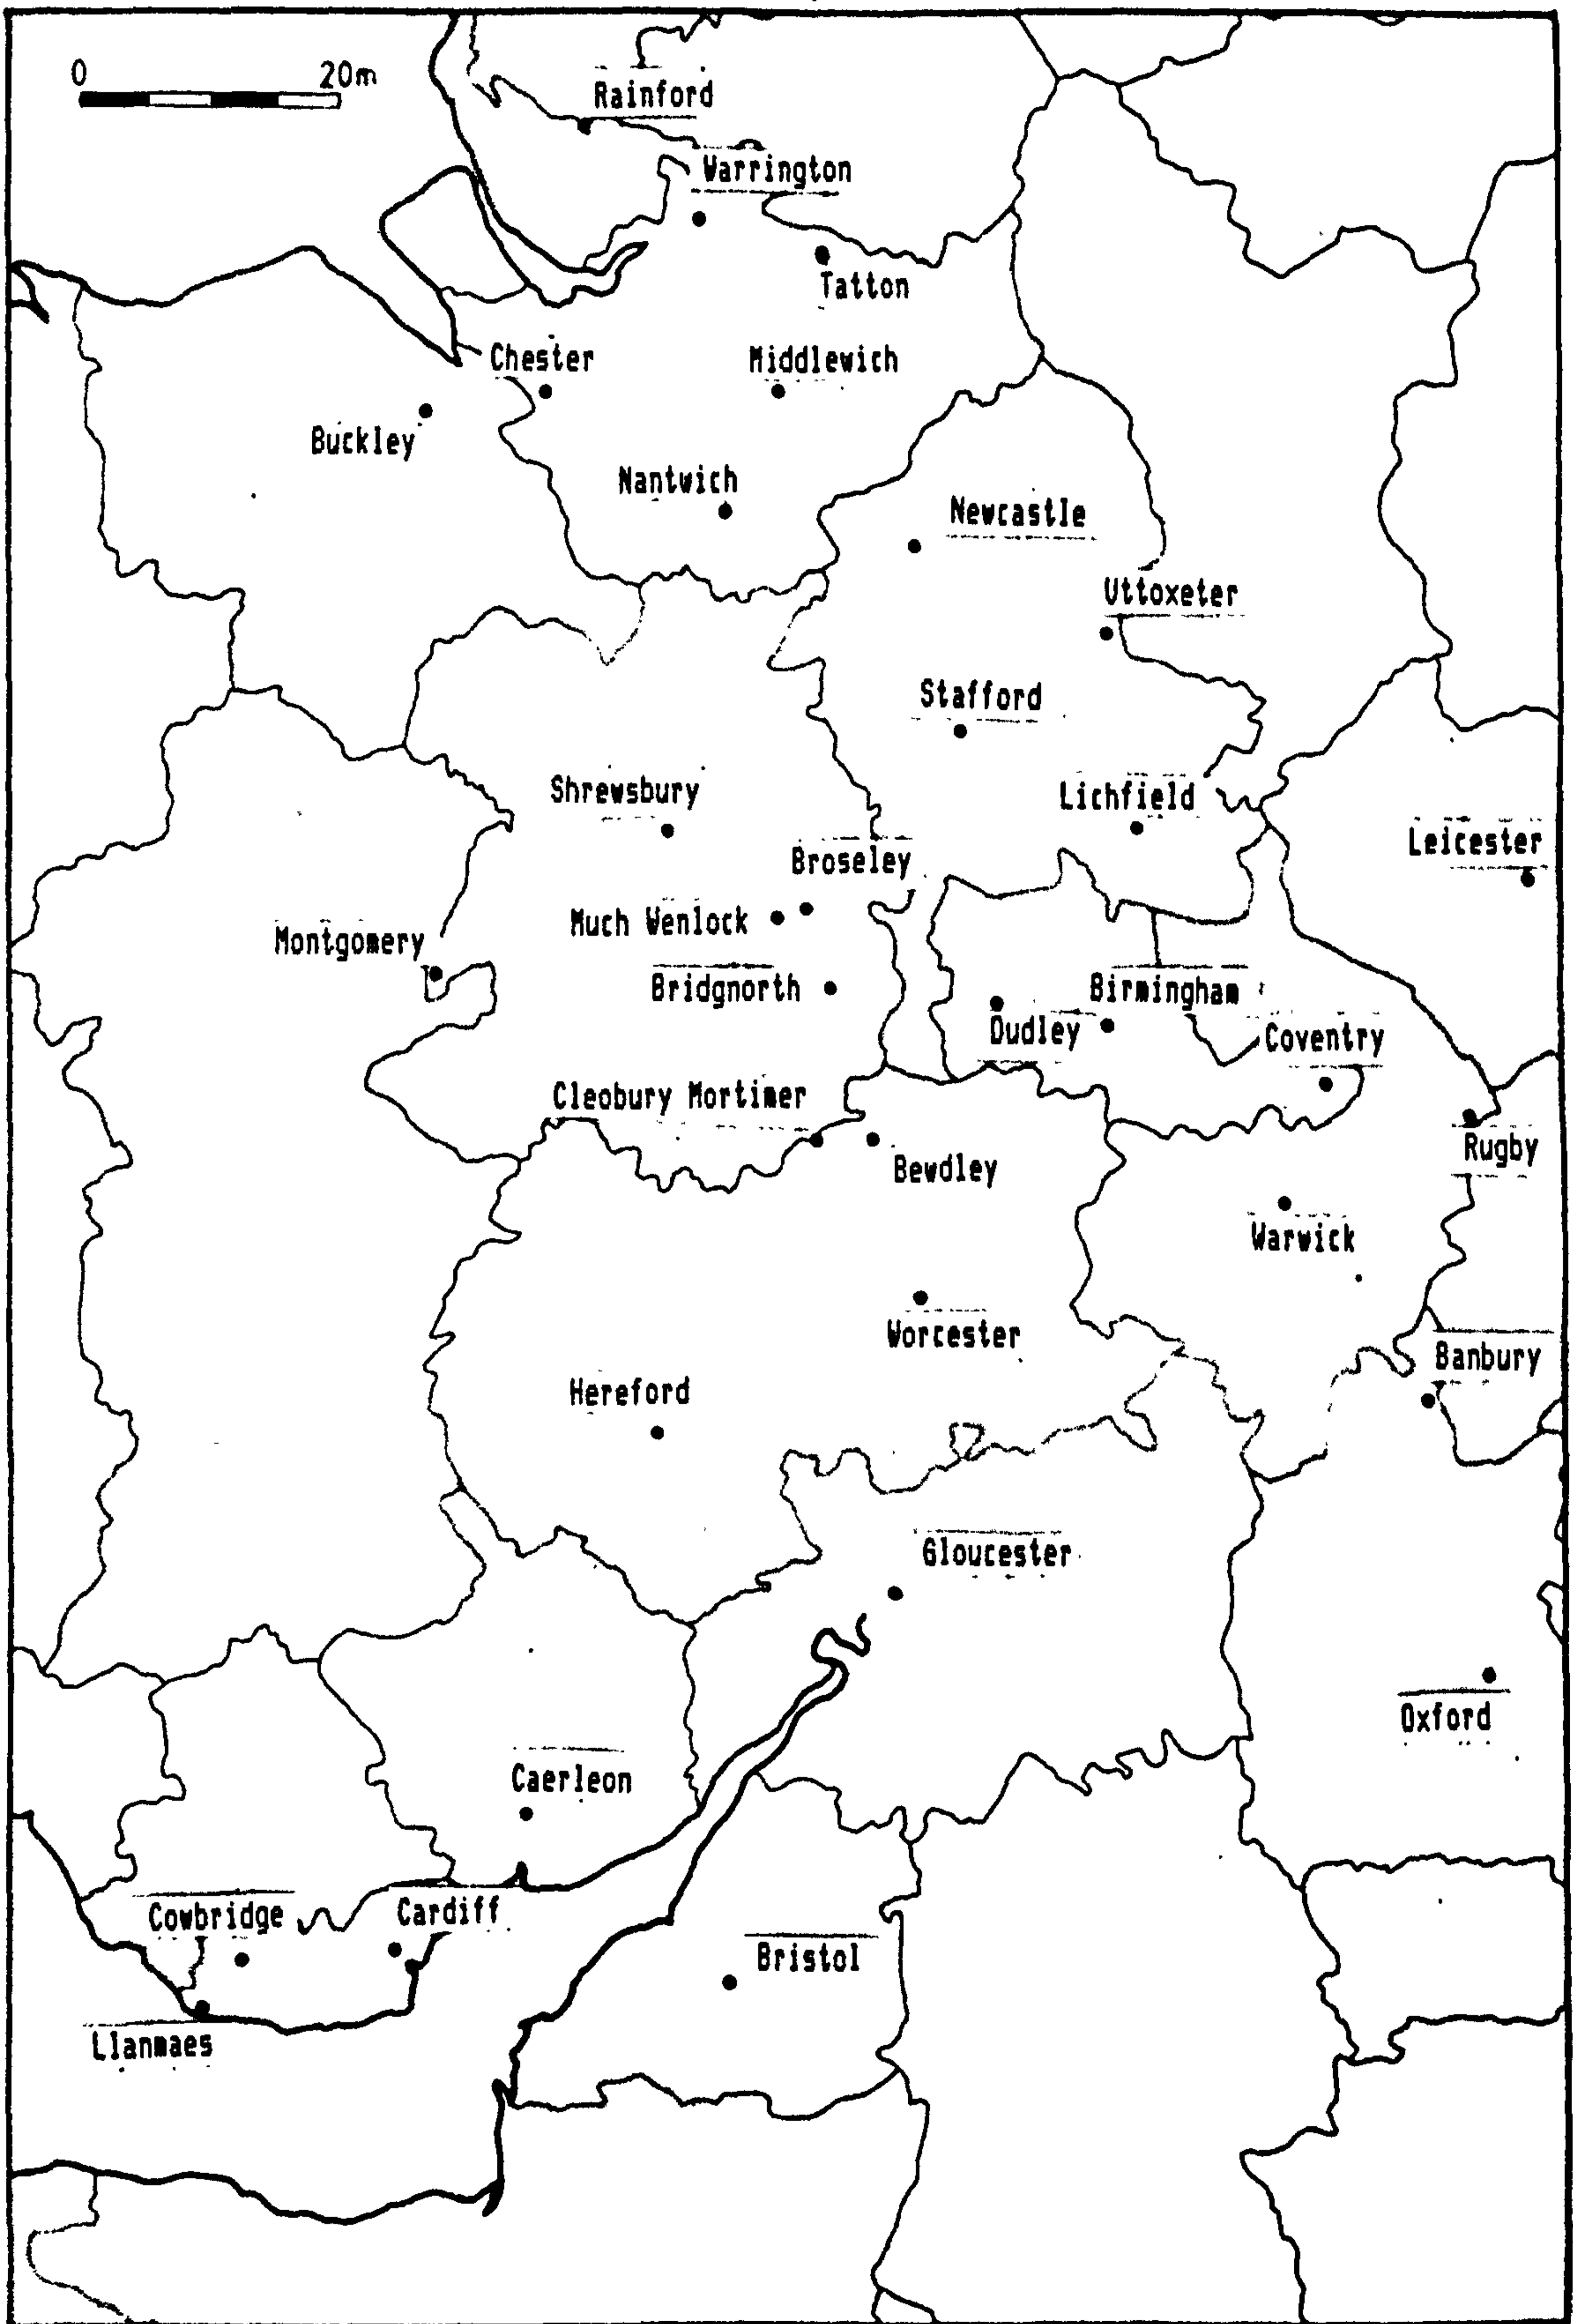 0 20m
Rainford
Warrington
Tatton
Chester
Middlewich
Buckley
Nantwich
Newcastle
Uttoxeter
Stafford
Shrewsbury
Lichfield
Leicester
Broseley
Much Wenlock
Montgomery
Bridgnorth
Birmingham
Dudley
Coventry
Cleobury Mortimer
Rugby
Bewdley
Warwick
Worcester
Banbury
Hereford
Gloucester
Oxford
Caerleon
Cowbridge
Cardiff
Bristol
Llanmaes